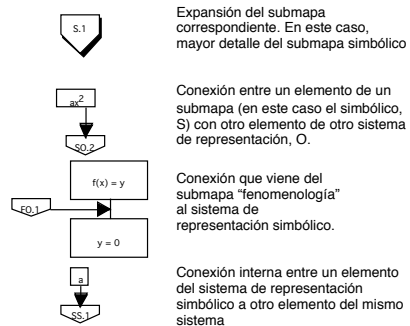 S.1
Expansión del submapa
correspondiente. En este caso,
mayor detalle del submapa simbólico
ax2
SO.2
Conexión entre un elemento de un
submapa (en este caso el simbólico,
S) con otro elemento de otro sistema
de representación, O.
f(x) = y
FO.1
y = 0
Conexión que viene del
submapa “fenomenología”
al sistema de
representación simbólico.
a
SS.1
Conexión interna entre un elemento
del sistema de representación
simbólico a otro elemento del mismo
sistema